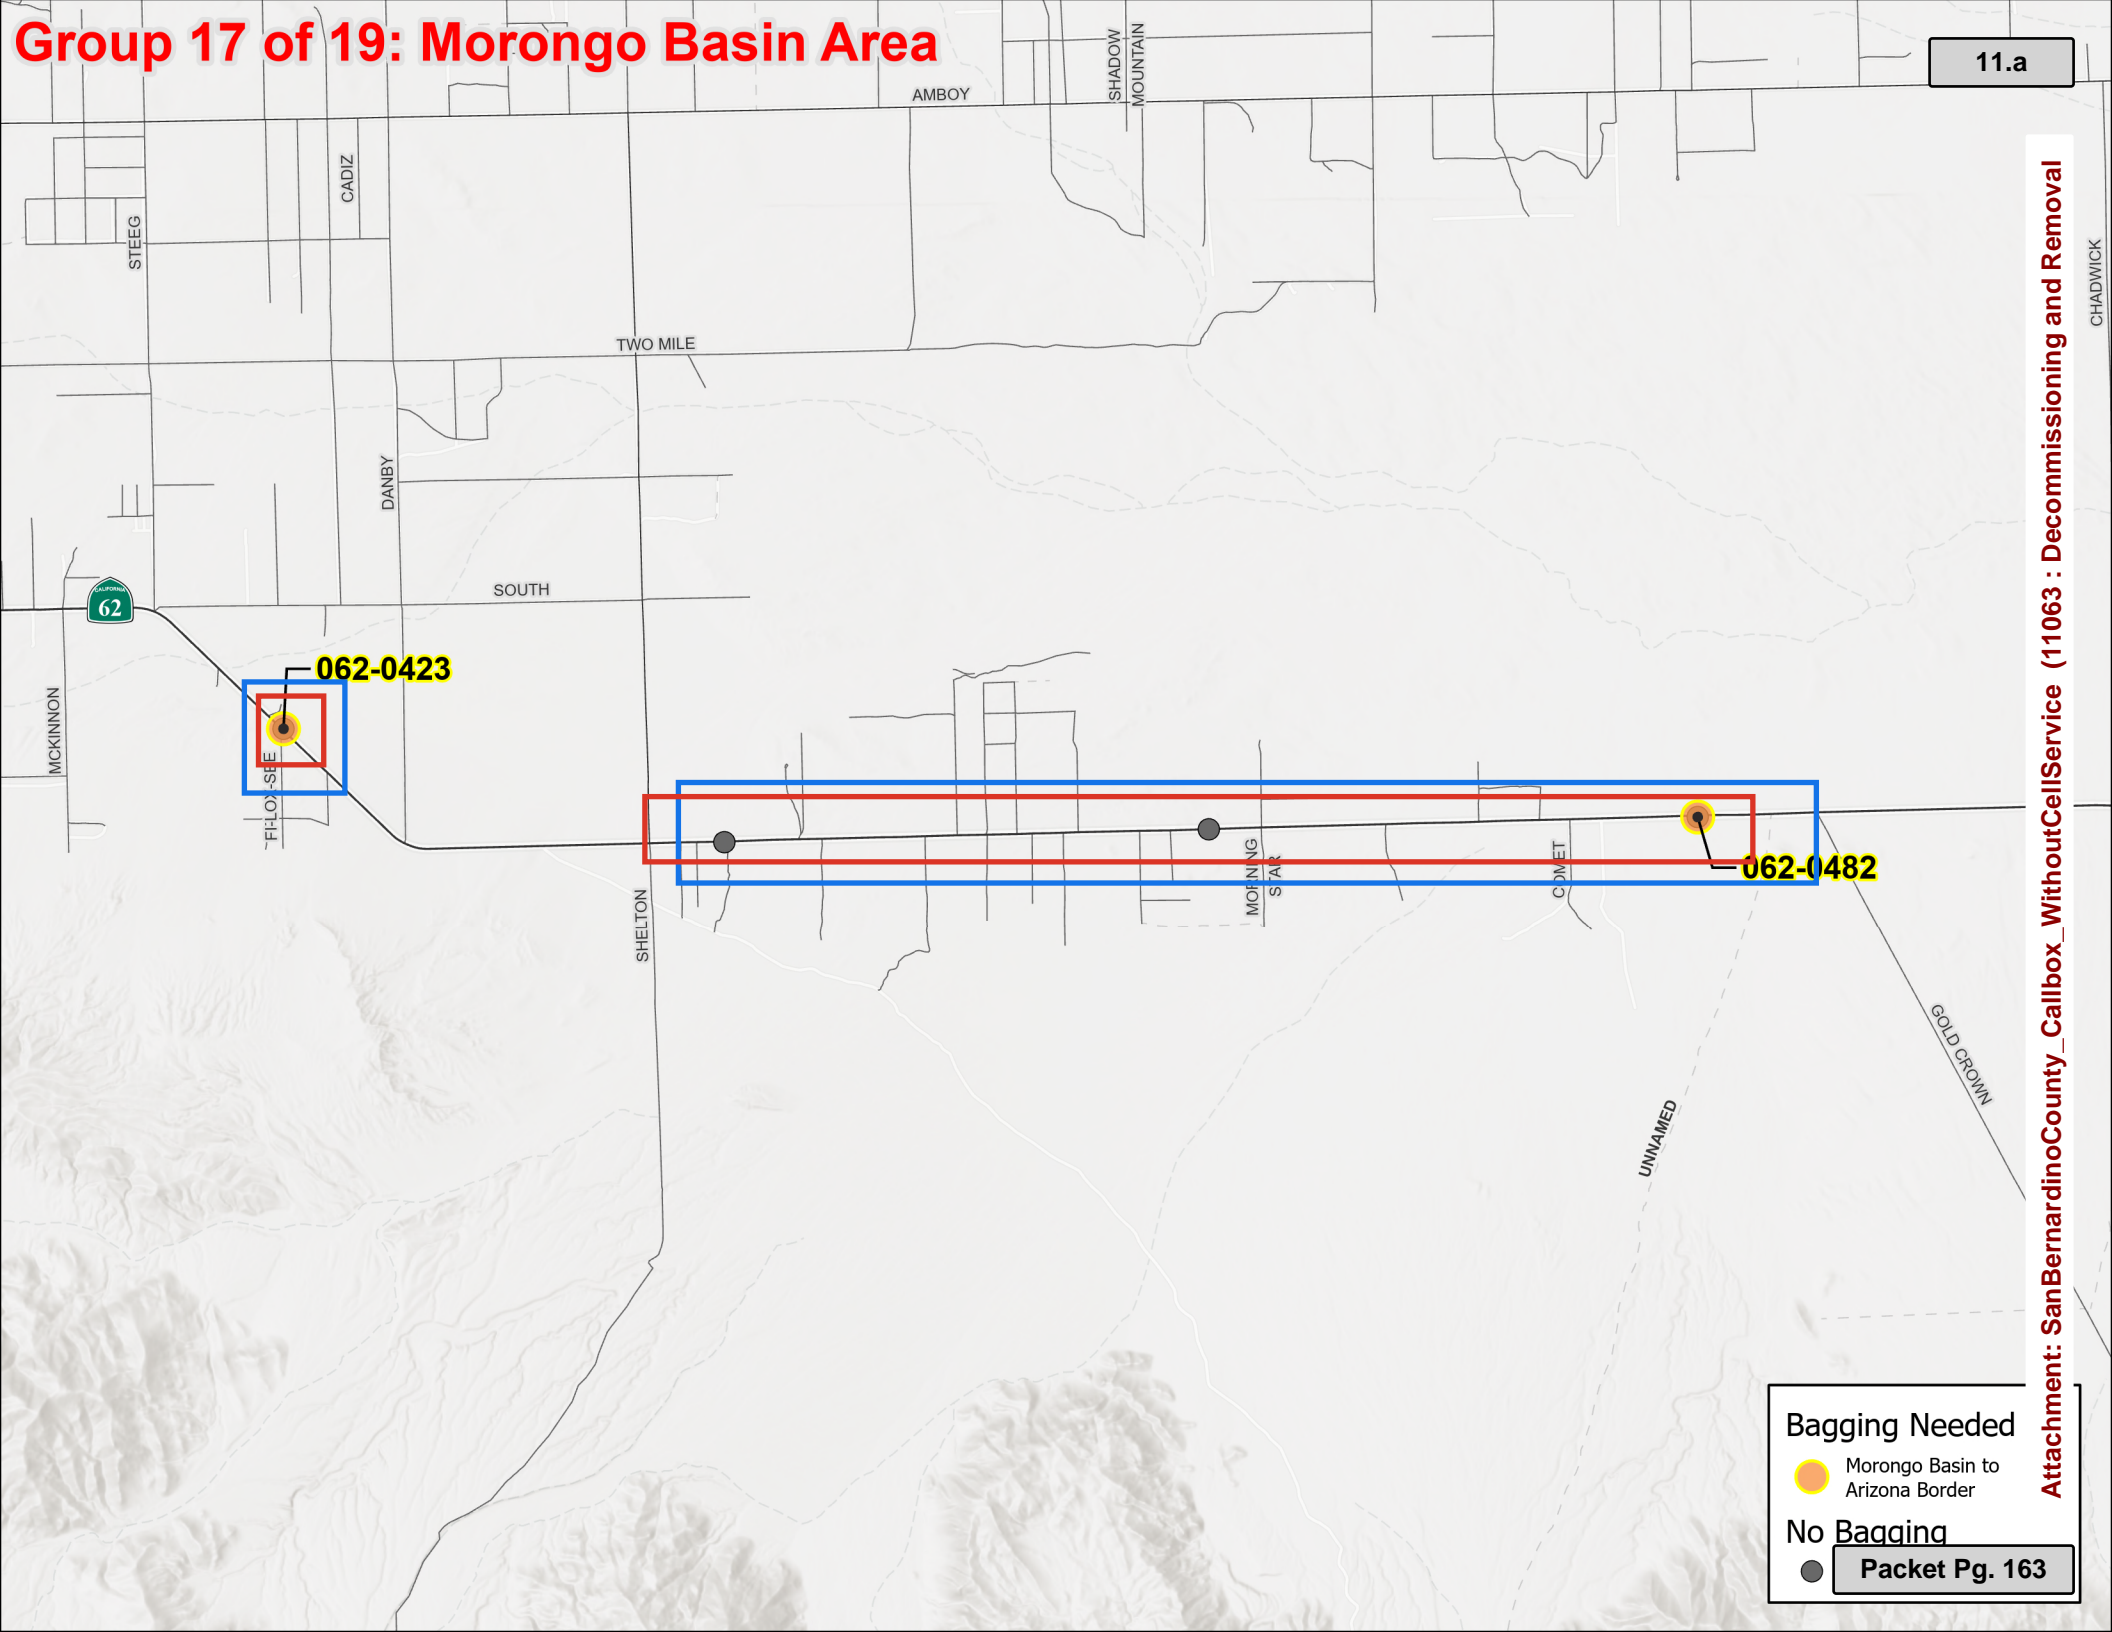 Group 17 of 19: Morongo Basin Area
11.a
SHADOW
MOUNTAIN
AMBOY
CADIZ
STEEG
CHADWICK
TWO MILE
DANBY
SOUTH
CALIFORNIA
62
062-0423
MCKINNON
FI-LOX-SEE
SHELTON
MORNING
STAR
COMET
062-0482
GOLD CROWN
UNNAMED
Attachment: SanBernardinoCounty_Callbox_WithoutCellService (11063 : Decommissioning and Removal
Bagging Needed
Morongo Basin to
Arizona Border
No Bagging
Packet Pg. 163